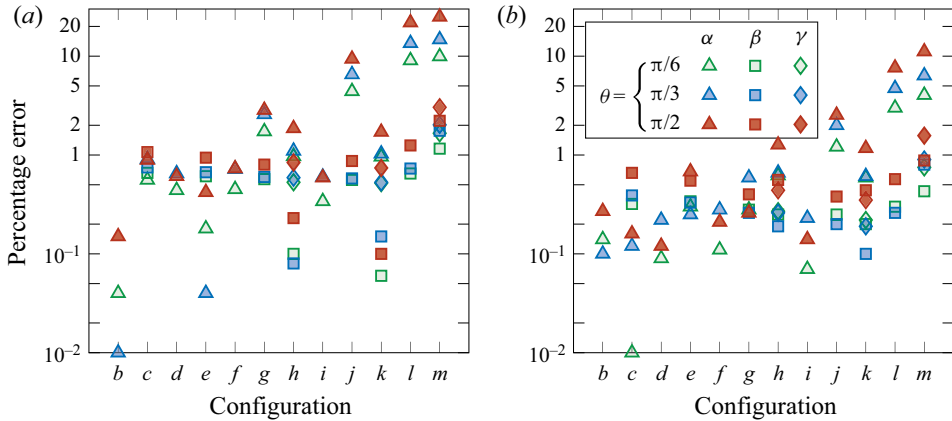 (a)
(b)
20
10
5
2
1
10⁻¹
10⁻²
Percentage error
b c d e f g h i j k l m
Configuration
20
10
5
2
1
10⁻¹
10⁻²
α β γ
π/6
θ = { π/3
π/2
b c d e f g h i j k l m
Configuration